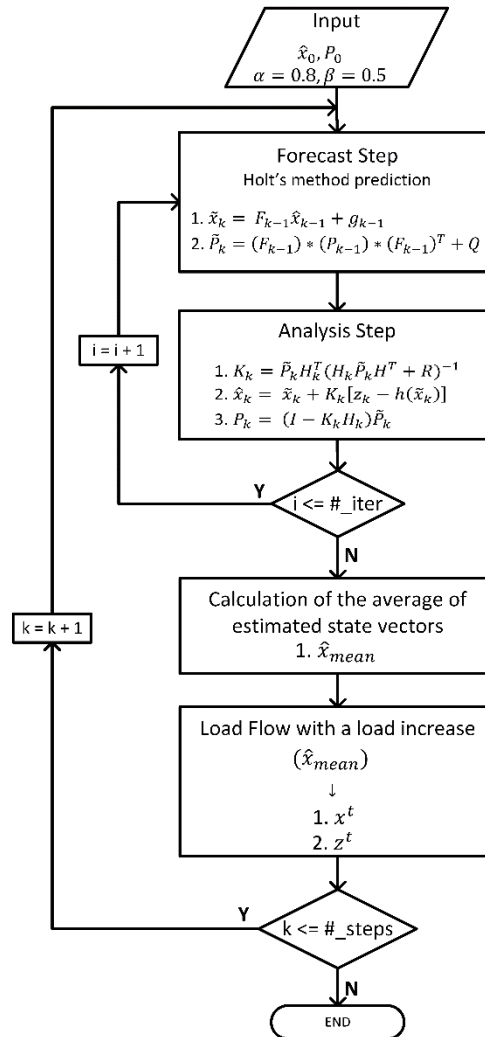 Input
x̂₀, P₀
α = 0.8, β = 0.5
Forecast Step
Holt's method prediction
1. x̃ₖ = Fₖ₋₁x̂ₖ₋₁ + gₖ₋₁
2. P̃ₖ = (Fₖ₋₁) ∗ (Pₖ₋₁) ∗ (Fₖ₋₁)ᵀ + Q
i = i + 1
Analysis Step
1. Kₖ = P̃ₖHₖᵀ(HₖP̃ₖHᵀ + R)⁻¹
2. x̂ₖ = x̃ₖ + Kₖ[zₖ − h(x̃ₖ)]
3. Pₖ = (I − KₖHₖ)P̃ₖ
Y
i <= #_iter
N
Calculation of the average of
estimated state vectors
1. x̂_mean
k = k + 1
Load Flow with a load increase
(x̂_mean)
↓
1. xᵗ
2. zᵗ
Y
k <= #_steps
N
END